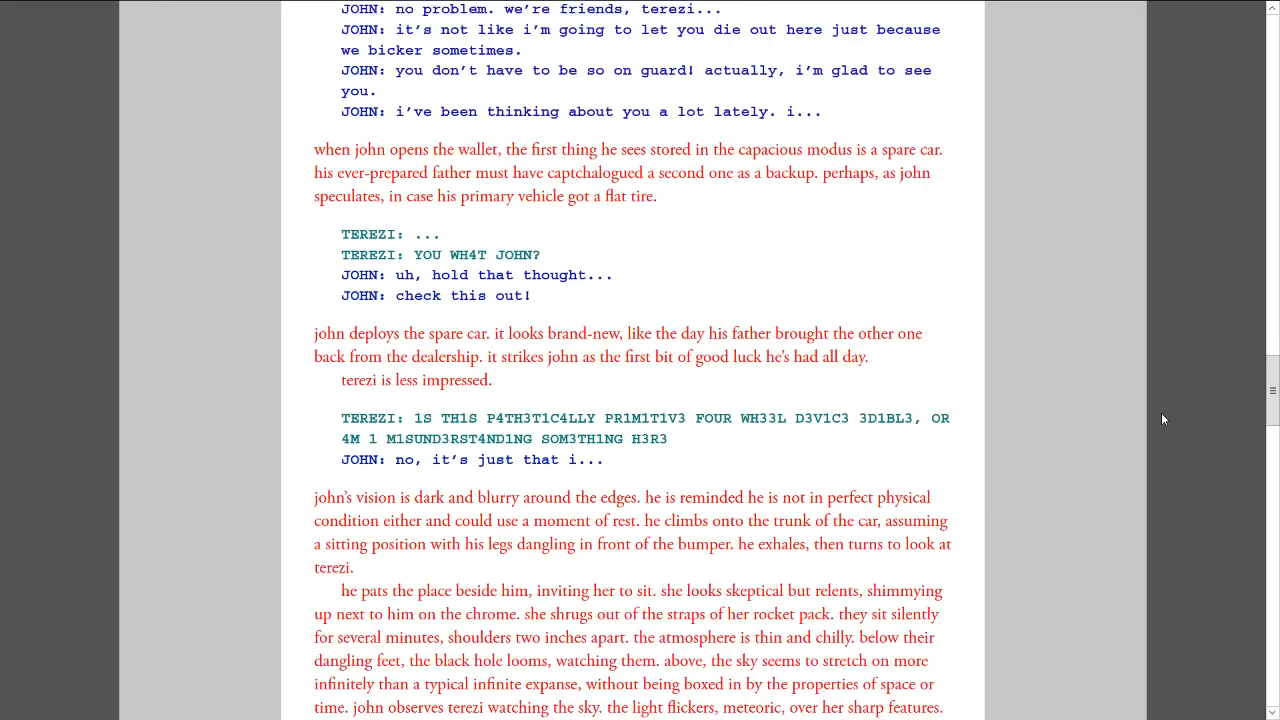 JOHN: no problem. we’re friends, terezi...
JOHN: it’s not like i’m going to let you die out here just because
we bicker sometimes.
JOHN: you don’t have to be so on guard! actually, i’m glad to see
you.
JOHN: i’ve been thinking about you a lot lately. i...
when john opens the wallet, the first thing he sees stored in the capacious modus is a spare car.
his ever-prepared father must have captchalogued a second one as a backup. perhaps, as john
speculates, in case his primary vehicle got a flat tire.
TEREZI: ...
TEREZI: YOU WH4T JOHN?
JOHN: uh, hold that thought...
JOHN: check this out!
john deploys the spare car. it looks brand-new, like the day his father brought the other one
back from the dealership. it strikes john as the first bit of good luck he’s had all day.
terezi is less impressed.
TEREZI: 1S TH1S P4TH3T1C4LLY PR1M1T1V3 FOUR WH33L D3V1C3 3D1BL3, OR
4M 1 M1SUND3RST4ND1NG SOM3TH1NG H3R3
JOHN: no, it’s just that i...
john’s vision is dark and blurry around the edges. he is reminded he is not in perfect physical
condition either and could use a moment of rest. he climbs onto the trunk of the car, assuming
a sitting position with his legs dangling in front of the bumper. he exhales, then turns to look at
terezi.
he pats the place beside him, inviting her to sit. she looks skeptical but relents, shimmying
up next to him on the chrome. she shrugs out of the straps of her rocket pack. they sit silently
for several minutes, shoulders two inches apart. the atmosphere is thin and chilly. below their
dangling feet, the black hole looms, watching them. above, the sky seems to stretch on more
infinitely than a typical infinite expanse, without being boxed in by the properties of space or
time. john observes terezi watching the sky. the light flickers, meteoric, over her sharp features.